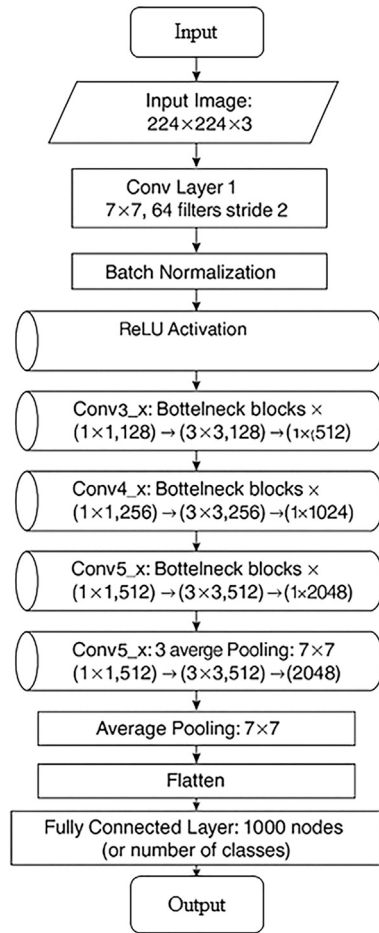 Input
Input Image:
224×224×3
Conv Layer 1
7×7, 64 filters stride 2
Batch Normalization
ReLU Activation
Conv3_x: Bottelneck blocks ×
(1×1,128) → (3×3,128) → (1×(512)
Conv4_x: Bottelneck blocks ×
(1×1,256) → (3×3,256) → (1×1024)
Conv5_x: Bottelneck blocks ×
(1×1,512) → (3×3,512) → (1×2048)
Conv5_x: 3 averge Pooling: 7×7
(1×1,512) → (3×3,512) → (2048)
Average Pooling: 7×7
Flatten
Fully Connected Layer: 1000 nodes
(or number of classes)
Output